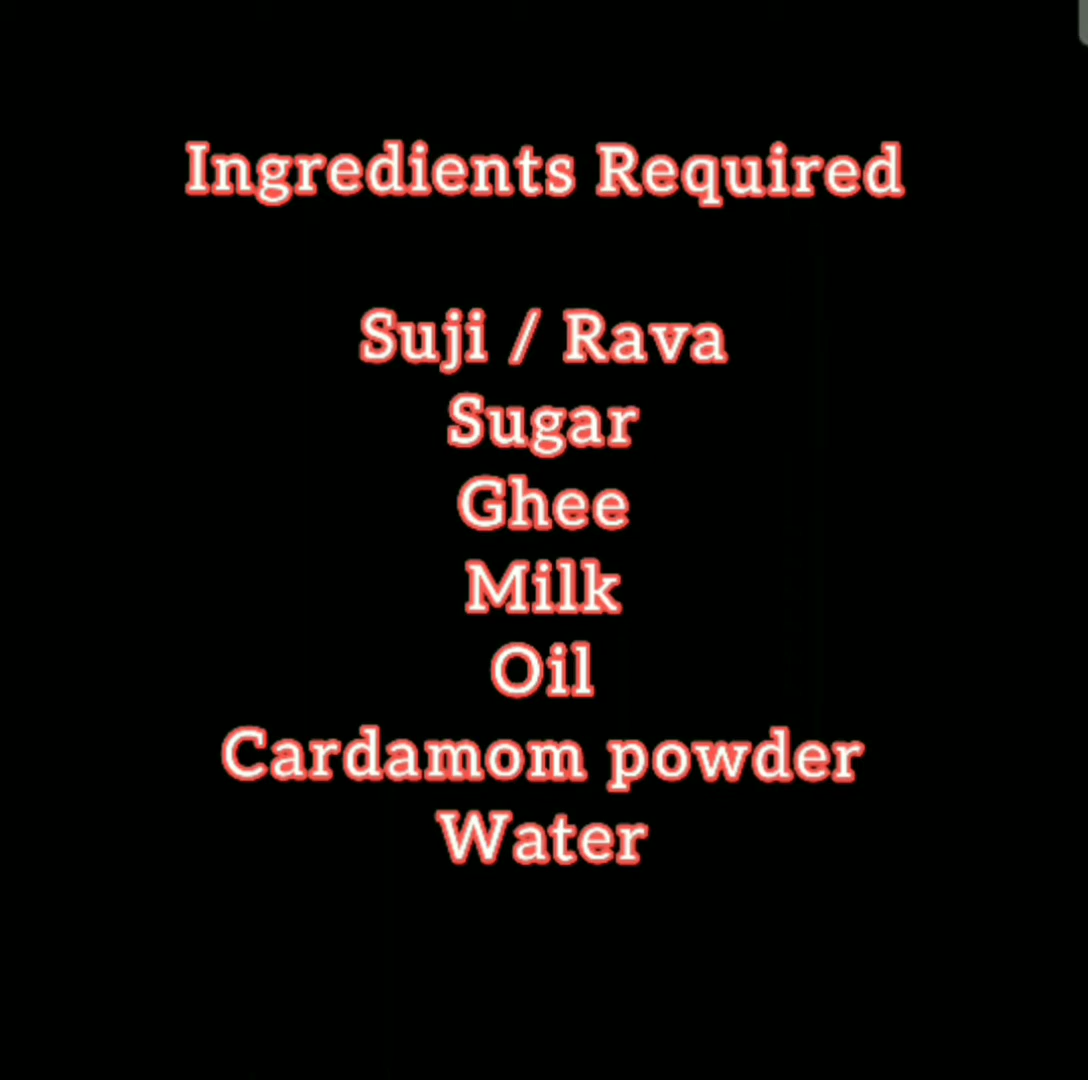 Ingredients Required
Suji / Rava
Sugar
Ghee
Milk
Oil
Cardamom powder
Water